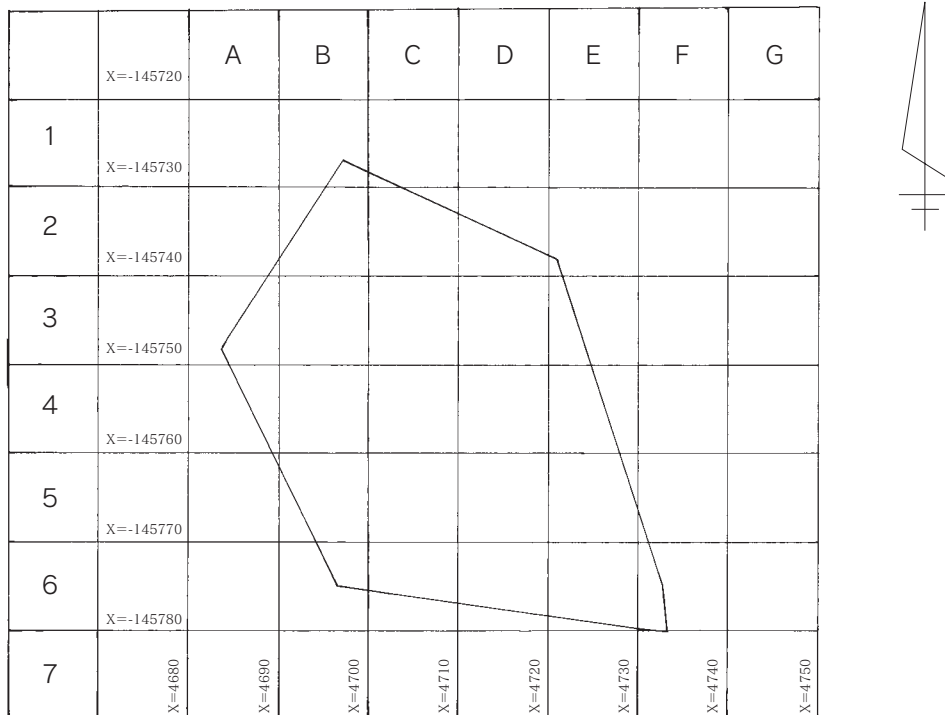 A B C D E F G
X=-145720
1
X=-145730
2
X=-145740
3
X=-145750
4
X=-145760
5
X=-145770
6
X=-145780
7
X=4680
X=4690
X=4700
X=4710
X=4720
X=4730
X=4740
X=4750